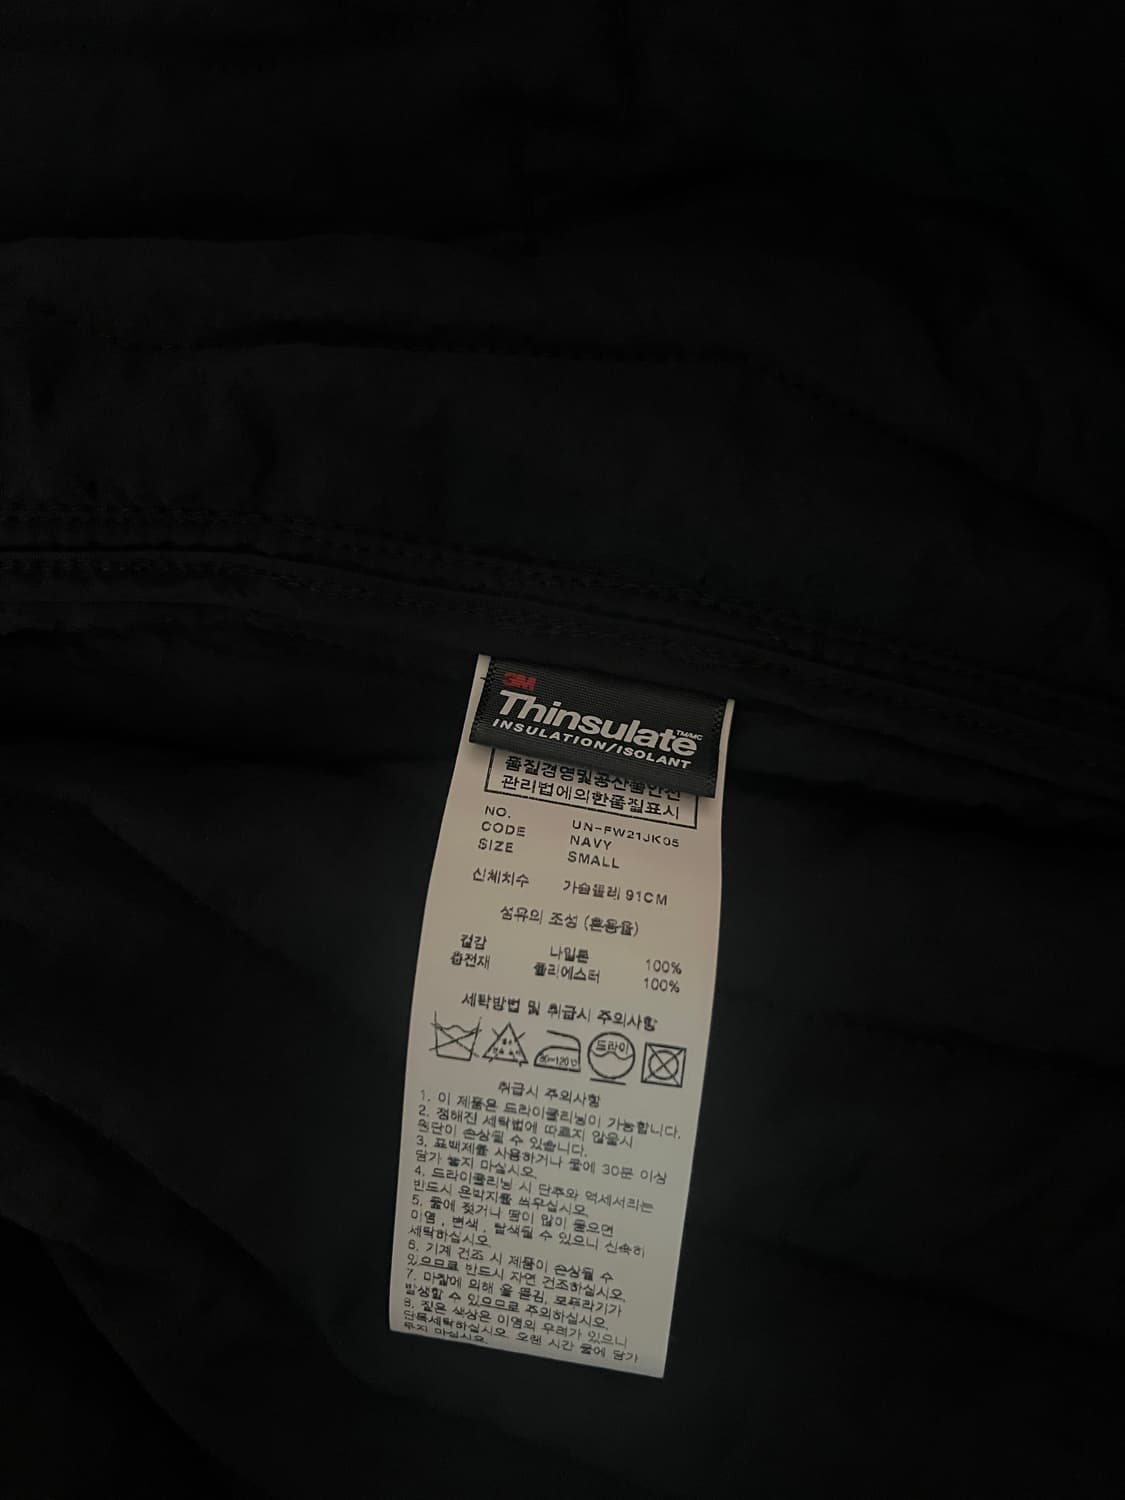 3M
Thinsulate TM/MC
INSULATION/ISOLANT
품질경영및공산품안전
관리법에의한품질표시
NO. UN-FW21JK05
CODE NAVY
SIZE SMALL
신체치수 가슴둘레 91CM
섬유의 조성 (혼용율)
겉감 나일론 100%
충전재 폴리에스터 100%
세탁방법 및 취급시 주의사항
80~120℃ 드라이
취급시 주의사항
1. 이 제품은 드라이클리닝이 가능합니다.
2. 정해진 세탁법에 따르지 않을시
원단이 손상될 수 있습니다.
3. 표백제를 사용하거나 물에 30분 이상
담가 놓지 마십시오.
4. 드라이클리닝 시 단추와 악세서리는
반드시 은박지를 씌우십시오.
5. 물에 젖거나 땀이 많이 묻으면
이염, 변색, 탈색될 수 있으니 신속히
세탁하십시오.
6. 기계 건조 시 제품이 손상될 수
있으므로 반드시 자연 건조하십시오.
7. 마찰에 의해 올 뜯김, 보푸라기가
발생할 수 있으므로 주의하십시오.
8. 짙은 색상은 이염의 우려가 있으니
단독세탁하십시오. 오랜 시간 물에 담가
두지 마십시오.